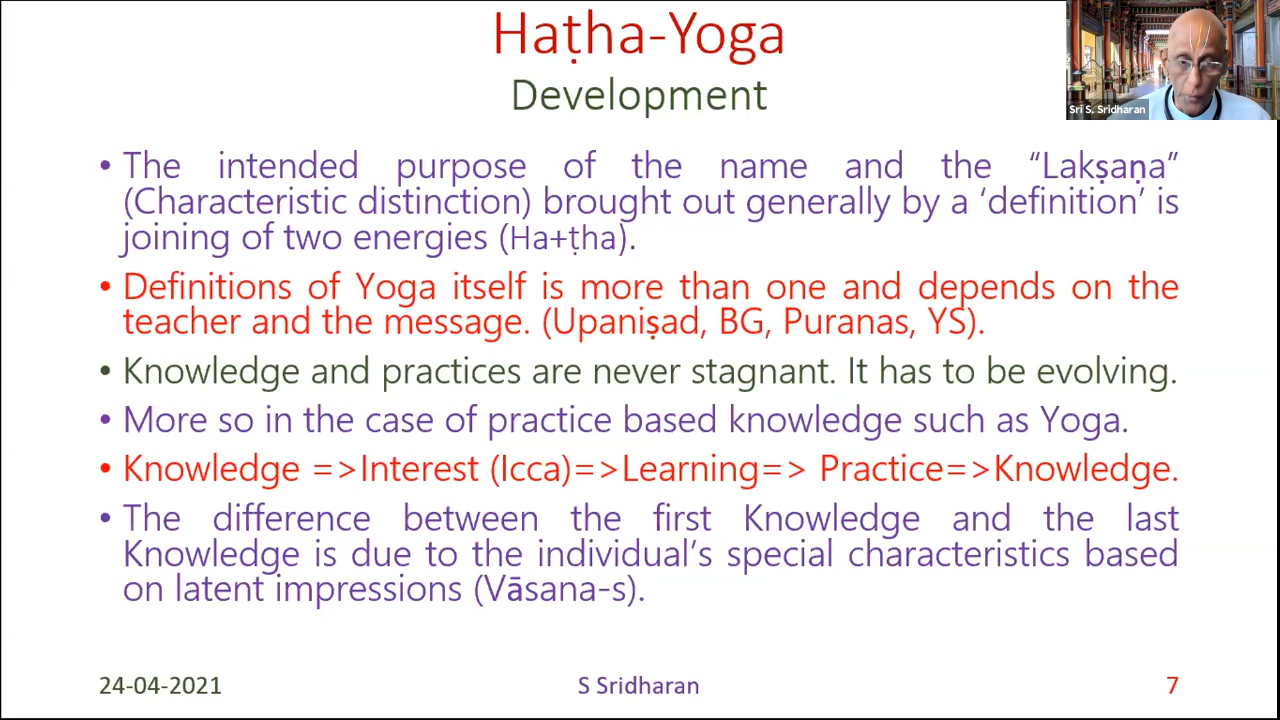 Haṭha-Yoga
Development
Sri S. Sridharan
• The intended purpose of the name and the “Lakṣaṇa”
(Characteristic distinction) brought out generally by a ‘definition’ is
joining of two energies (Ha+ṭha).
• Definitions of Yoga itself is more than one and depends on the
teacher and the message. (Upaniṣad, BG, Puranas, YS).
• Knowledge and practices are never stagnant. It has to be evolving.
• More so in the case of practice based knowledge such as Yoga.
• Knowledge =>Interest (Icca)=>Learning=> Practice=>Knowledge.
• The difference between the first Knowledge and the last
Knowledge is due to the individual’s special characteristics based
on latent impressions (Vāsana-s).
24-04-2021
S Sridharan
7